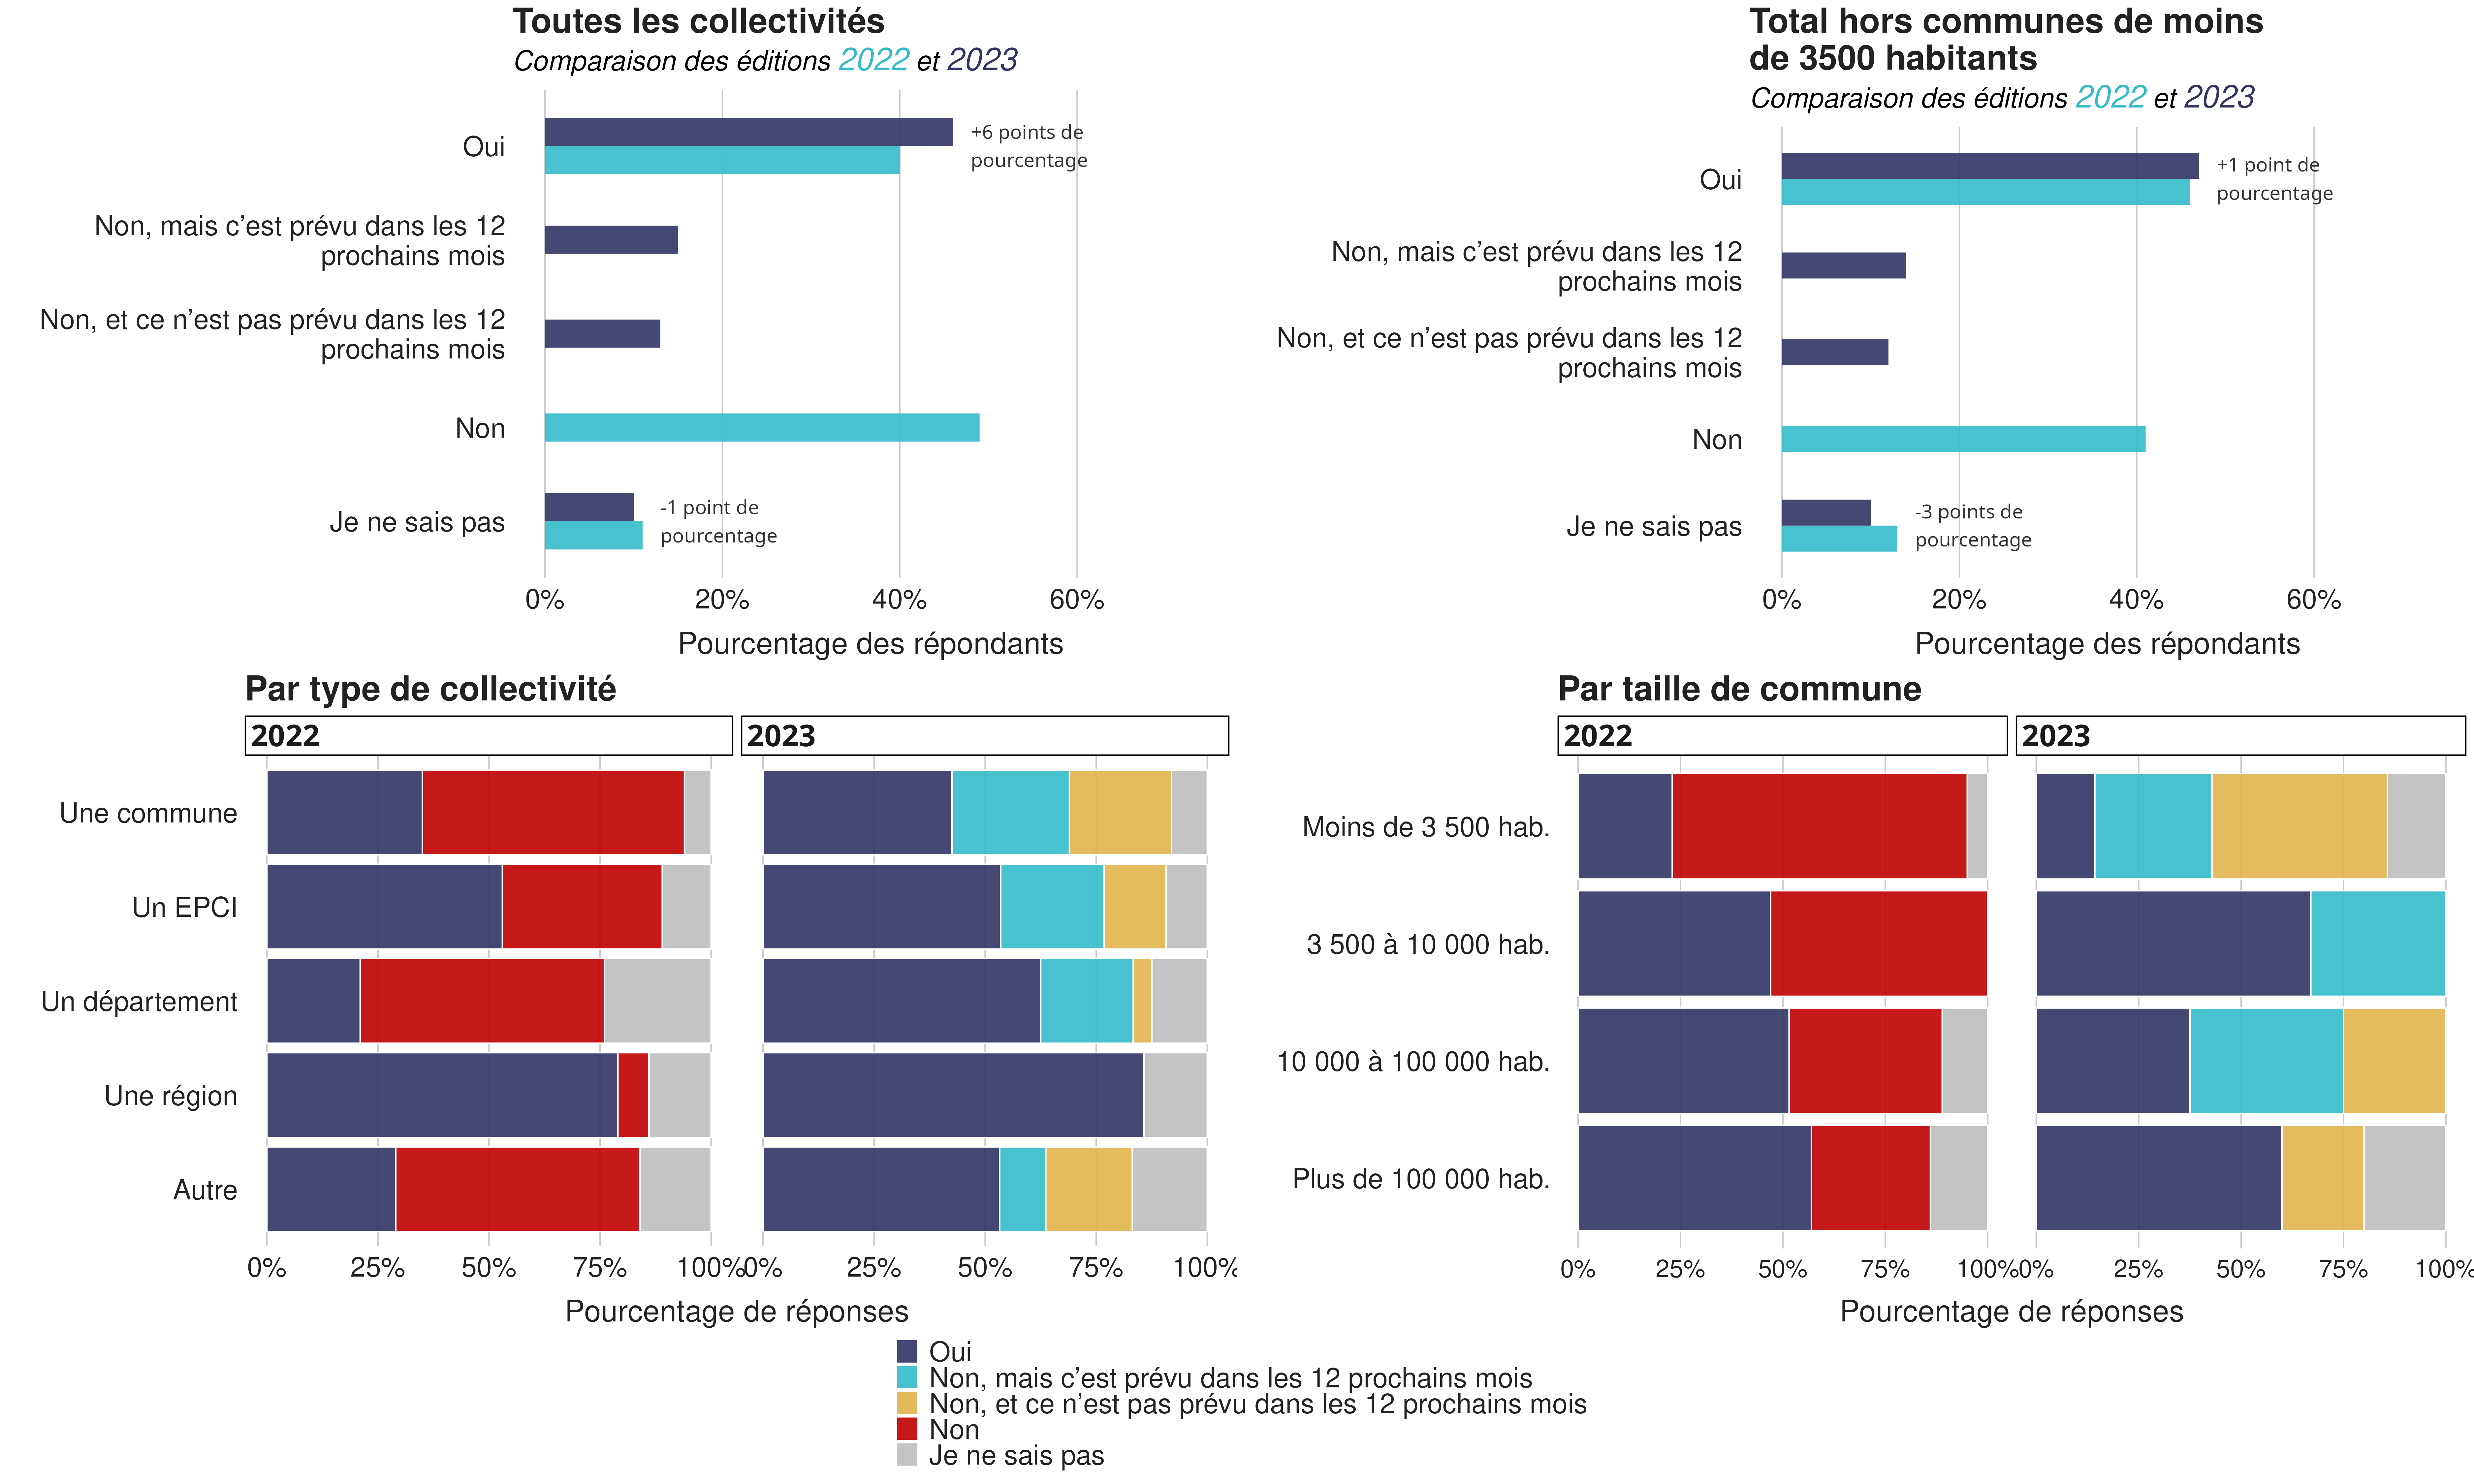 Toutes les collectivités
Comparaison des éditions 2022 et 2023
Oui
+6 points de
pourcentage
Non, mais c’est prévu dans les 12
prochains mois
Non, et ce n’est pas prévu dans les 12
prochains mois
Non
Je ne sais pas
-1 point de
pourcentage
0% 20% 40% 60%
Pourcentage des répondants
Total hors communes de moins
de 3500 habitants
Comparaison des éditions 2022 et 2023
Oui
+1 point de
pourcentage
Non, mais c’est prévu dans les 12
prochains mois
Non, et ce n’est pas prévu dans les 12
prochains mois
Non
Je ne sais pas
-3 points de
pourcentage
0% 20% 40% 60%
Pourcentage des répondants
Par type de collectivité
2022 2023
Une commune
Un EPCI
Un département
Une région
Autre
0% 25% 50% 75% 100% 0% 25% 50% 75% 100%
Pourcentage de réponses
Par taille de commune
2022 2023
Moins de 3 500 hab.
3 500 à 10 000 hab.
10 000 à 100 000 hab.
Plus de 100 000 hab.
0% 25% 50% 75% 100% 0% 25% 50% 75% 100%
Pourcentage de réponses
Oui
Non, mais c’est prévu dans les 12 prochains mois
Non, et ce n’est pas prévu dans les 12 prochains mois
Non
Je ne sais pas